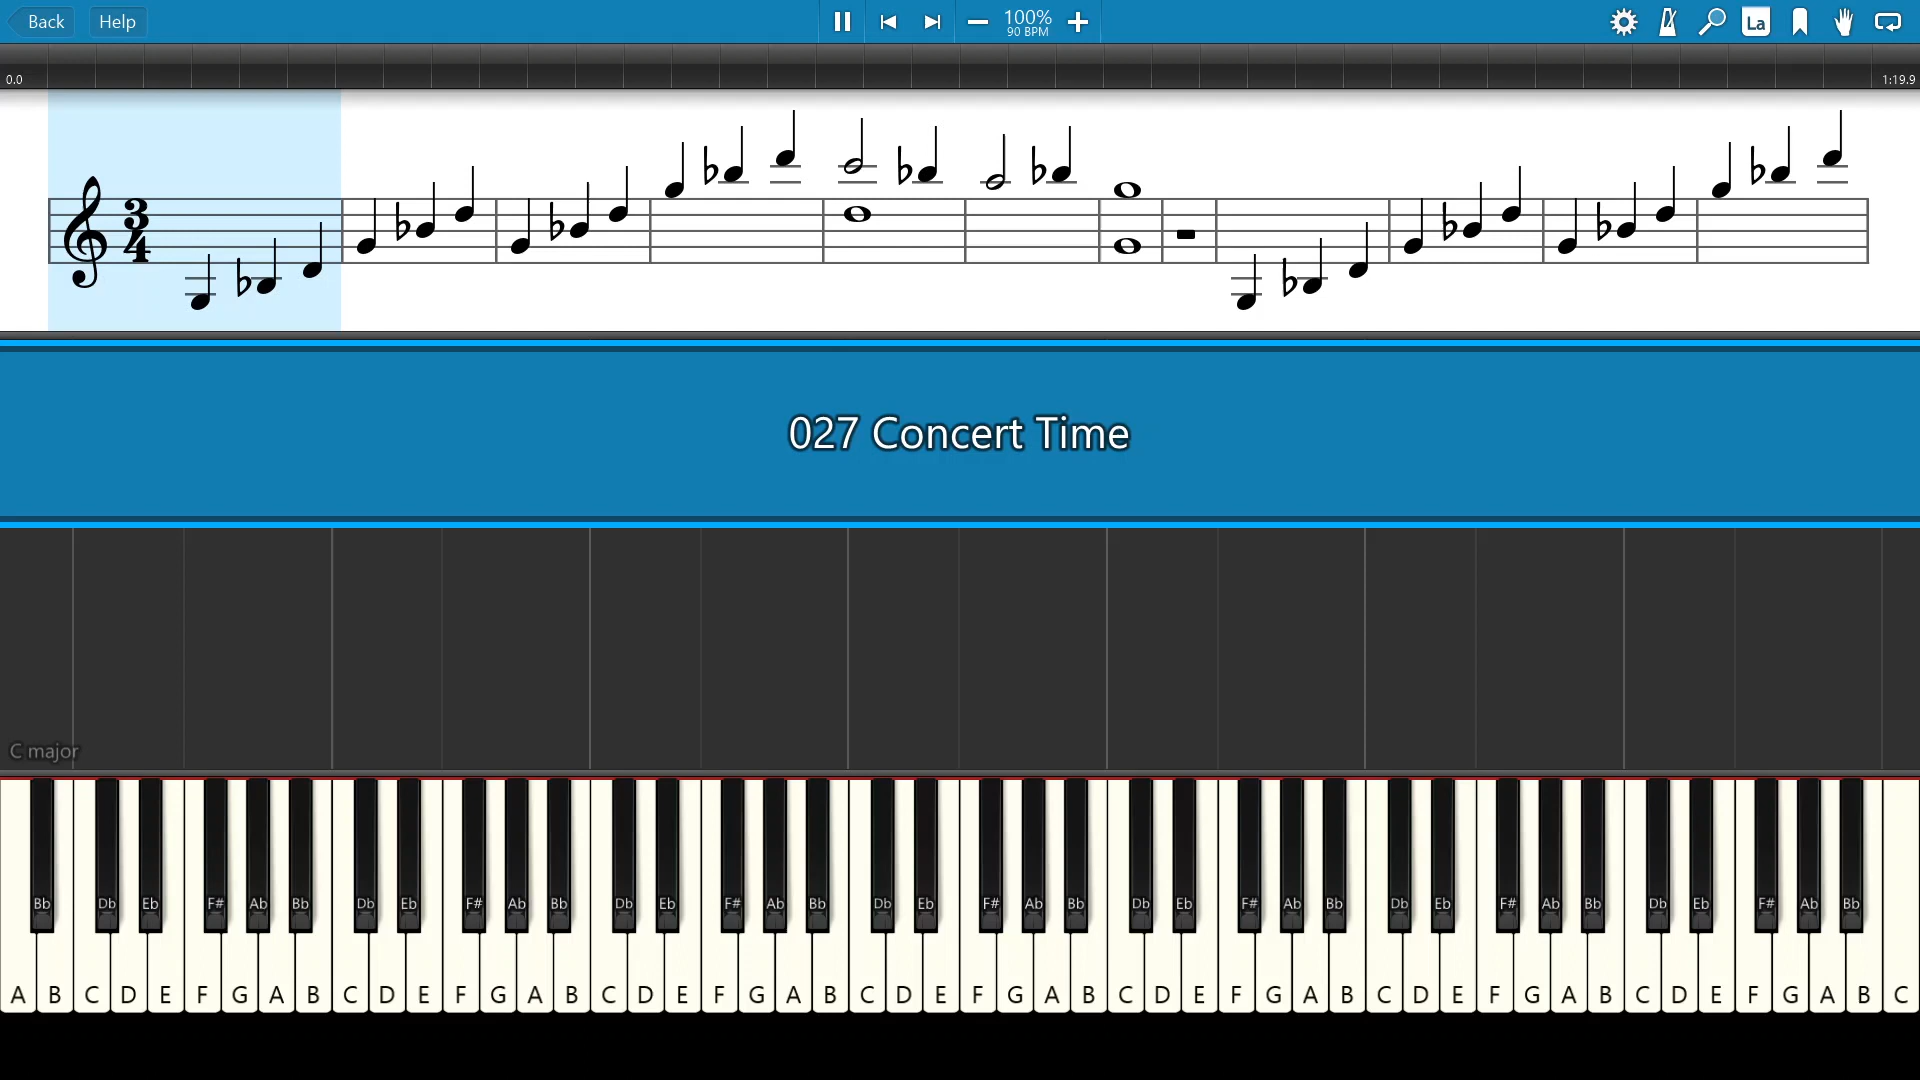 Back Help 100% La
90 BPM
0.0 1:19.9
3
4
027 Concert Time
C major
Bb Db Eb F# Ab Bb Db Eb F# Ab Bb Db Eb F# Ab Bb Db Eb F# Ab Bb Db Eb F# Ab Bb Db Eb F# Ab Bb Db Eb F# Ab Bb
A B C D E F G A B C D E F G A B C D E F G A B C D E F G A B C D E F G A B C D E F G A B C D E F G A B C